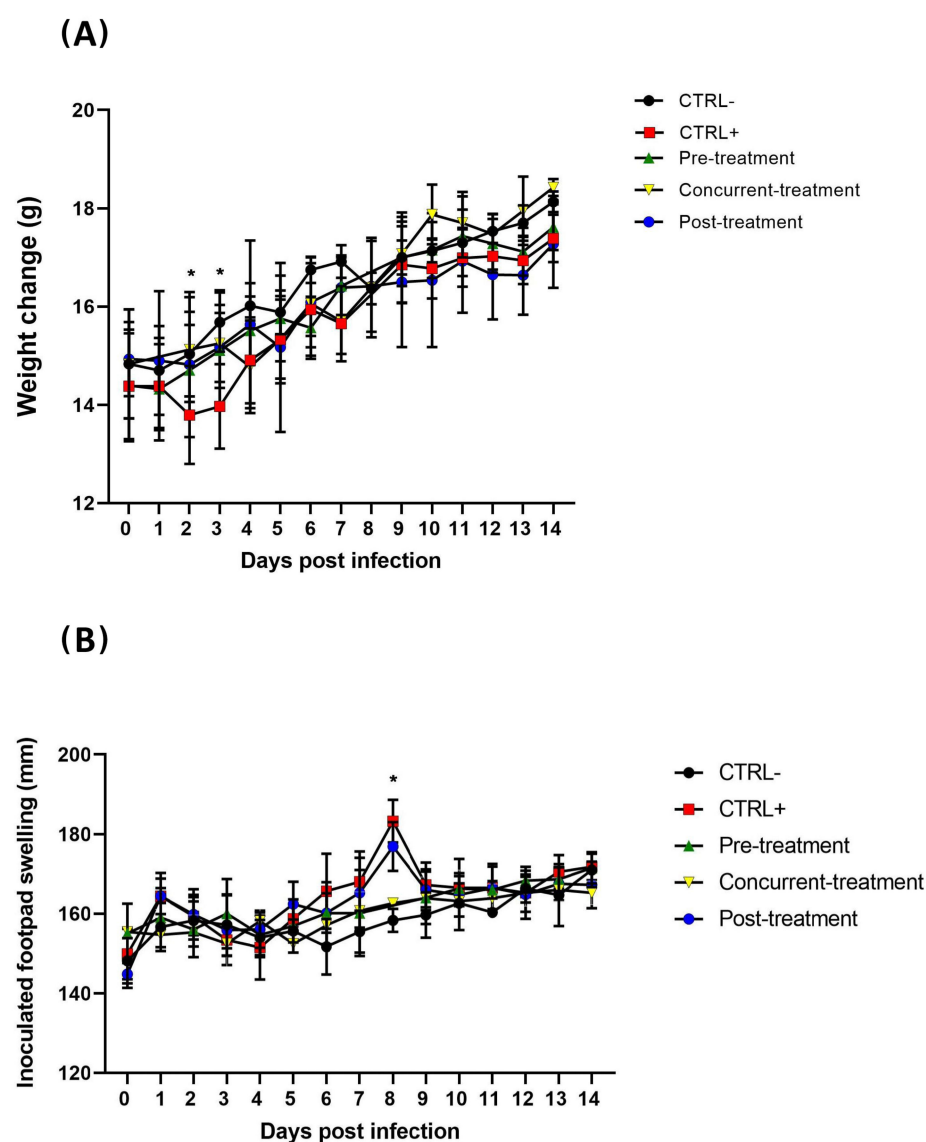 (A)
Weight change (g)
20
18
16
14
12
* *
0 1 2 3 4 5 6 7 8 9 10 11 12 13 14
Days post infection
CTRL-
CTRL+
Pre-treatment
Concurrent-treatment
Post-treatment
(B)
Inoculated footpad swelling (mm)
200
180
160
140
120
*
0 1 2 3 4 5 6 7 8 9 10 11 12 13 14
Days post infection
CTRL-
CTRL+
Pre-treatment
Concurrent-treatment
Post-treatment